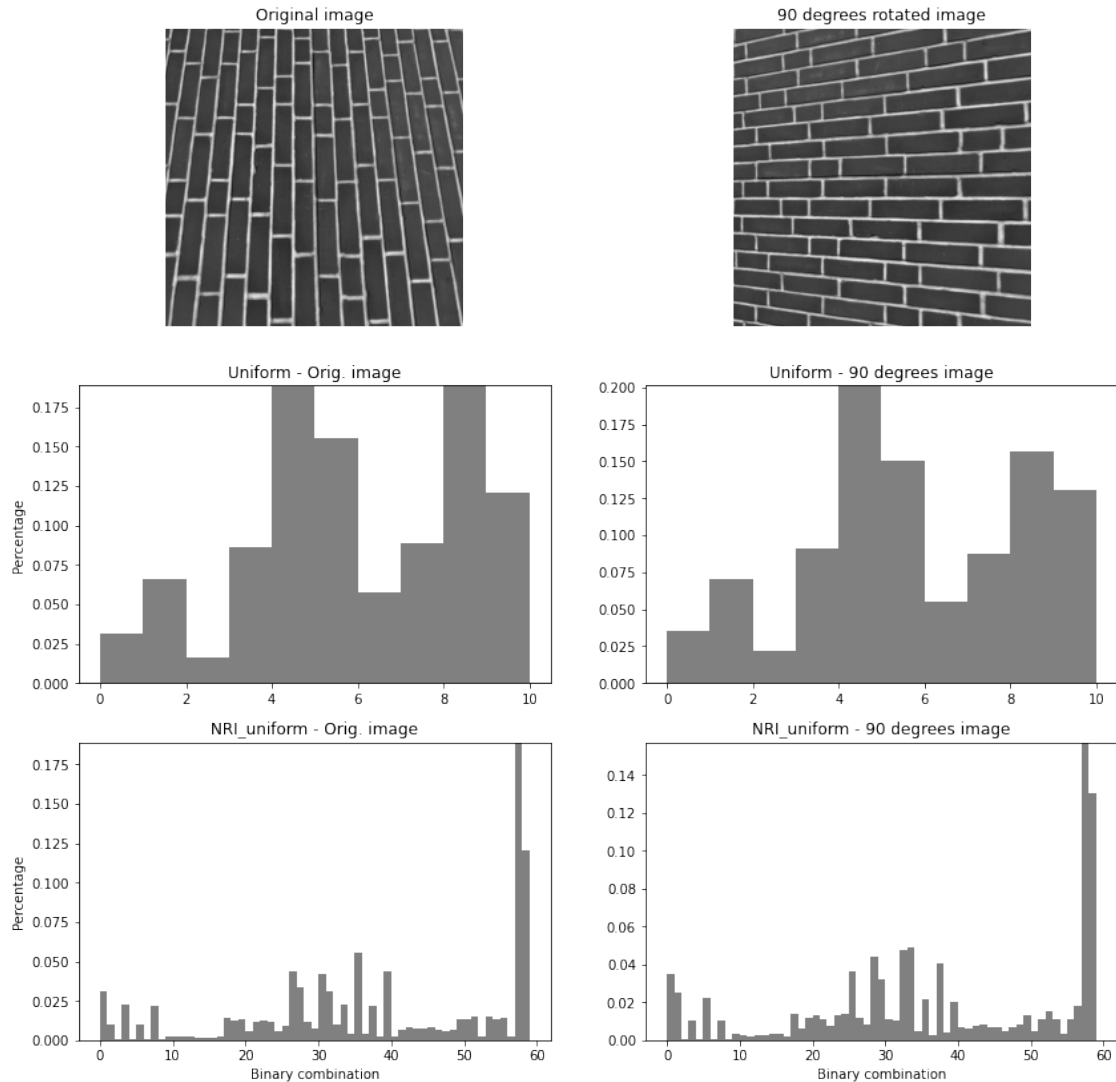 Original image
90 degrees rotated image
Uniform - Orig. image
Uniform - 90 degrees image
0.175
0.150
0.125
0.100
0.075
0.050
0.025
0.000
Percentage
0 2 4 6 8 10
0.200
0.175
0.150
0.125
0.100
0.075
0.050
0.025
0.000
0 2 4 6 8 10
NRI_uniform - Orig. image
NRI_uniform - 90 degrees image
0.175
0.150
0.125
0.100
0.075
0.050
0.025
0.000
Percentage
0 10 20 30 40 50 60
Binary combination
0.14
0.12
0.10
0.08
0.06
0.04
0.02
0.00
0 10 20 30 40 50 60
Binary combination